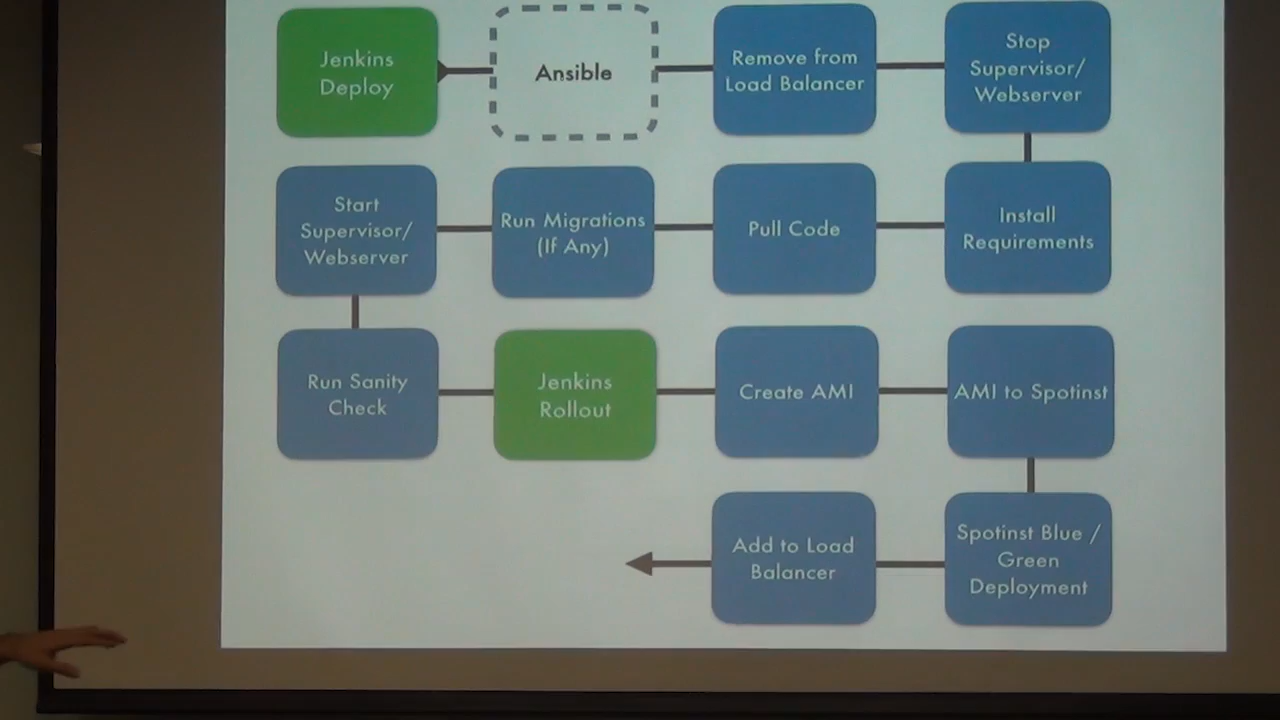 Jenkins
Deploy
Ansible
Remove from
Load Balancer
Stop
Supervisor/
Webserver
Start
Supervisor/
Webserver
Run Migrations
(If Any)
Pull Code
Install
Requirements
Run Sanity
Check
Jenkins
Rollout
Create AMI
AMI to Spotinst
Add to Load
Balancer
Spotinst Blue /
Green
Deployment